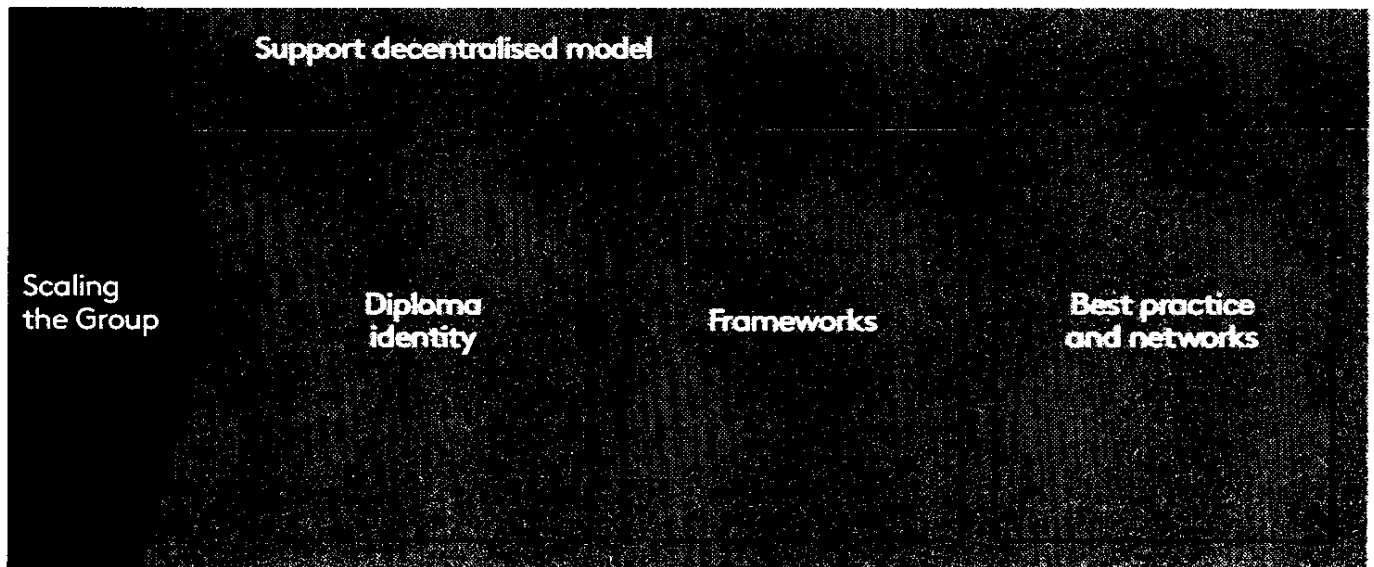 Support decentralised model
Scaling
the Group
Diploma
identity
Frameworks
Best practice
and networks